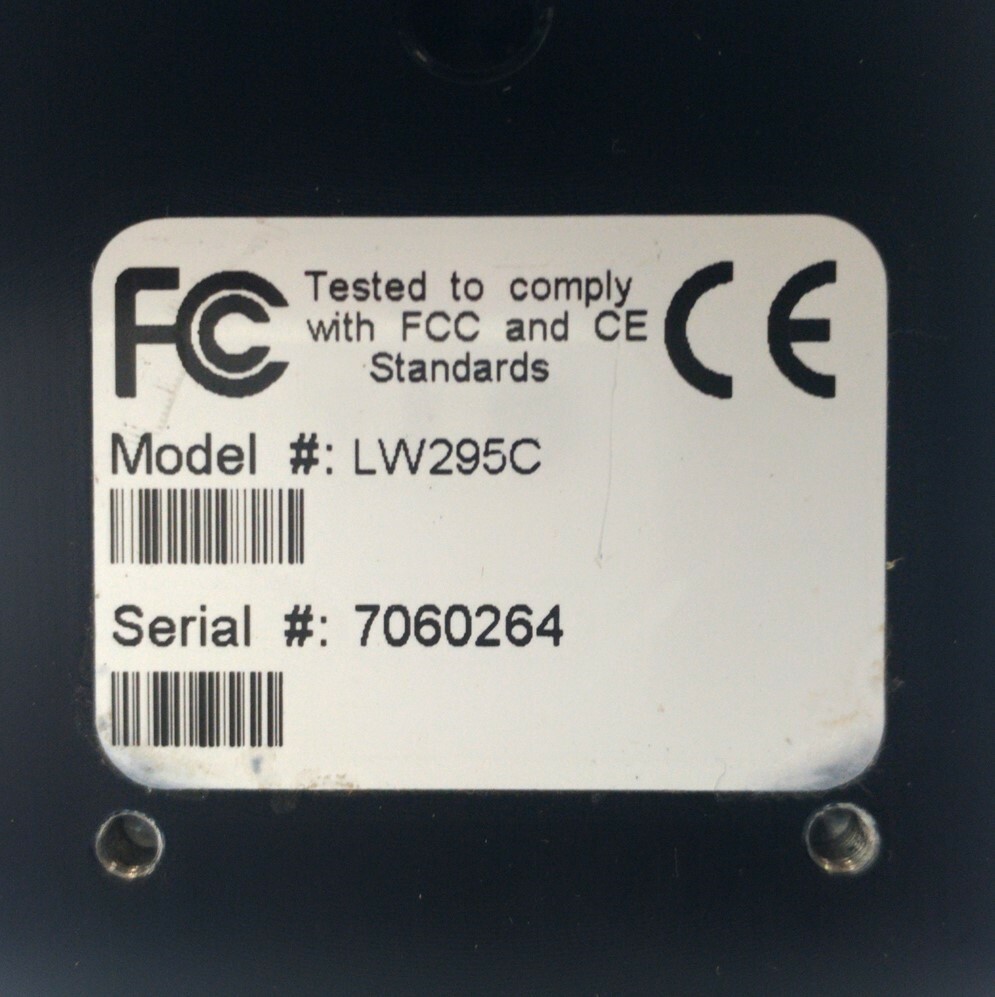 FC Tested to comply CE
with FCC and CE
Standards
Model #: LW295C
Serial #: 7060264